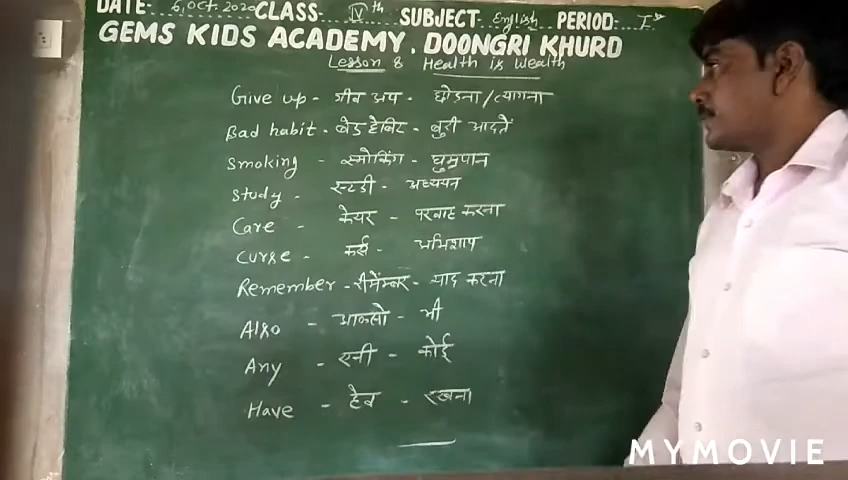 DATE- 6, Oct. 2020 CLASS IVth SUBJECT English PERIOD- Ist
GEMS KIDS ACADEMY, DOONGRI KHURD
Lesson 8 Health is Wealth
Give up - गीव अप - छोड़ना/त्यागना
Bad habit - बेड हेबिट - बुरी आदतें
Smoking - स्मोकिंग - धुम्रपान
Study - स्टडी - अध्ययन
Care - केयर - परवाह करना
Curse - कर्स - अभिशाप
Remember - रीमेंम्बर - याद करना
Also - आल्सो - भी
Any - एनी - कोई
Have - हेव - रखना
MYMOVIE